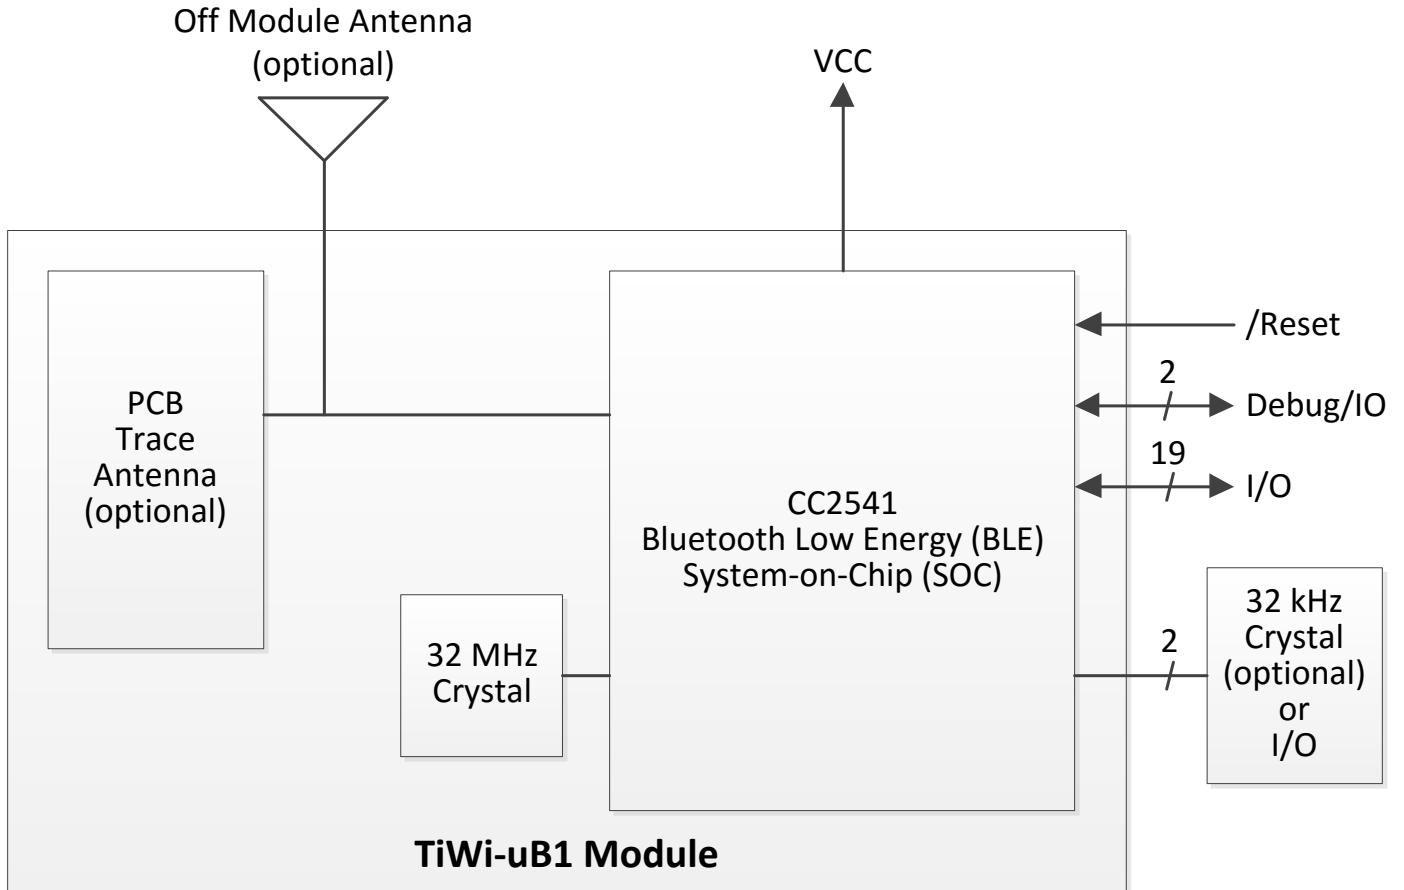 Off Module Antenna
(optional)
VCC
PCB
Trace
Antenna
(optional)
32 MHz
Crystal
CC2541
Bluetooth Low Energy (BLE)
System-on-Chip (SOC)
/Reset
2
Debug/IO
19
I/O
2
32 kHz
Crystal
(optional)
or
I/O
TiWi-uB1 Module